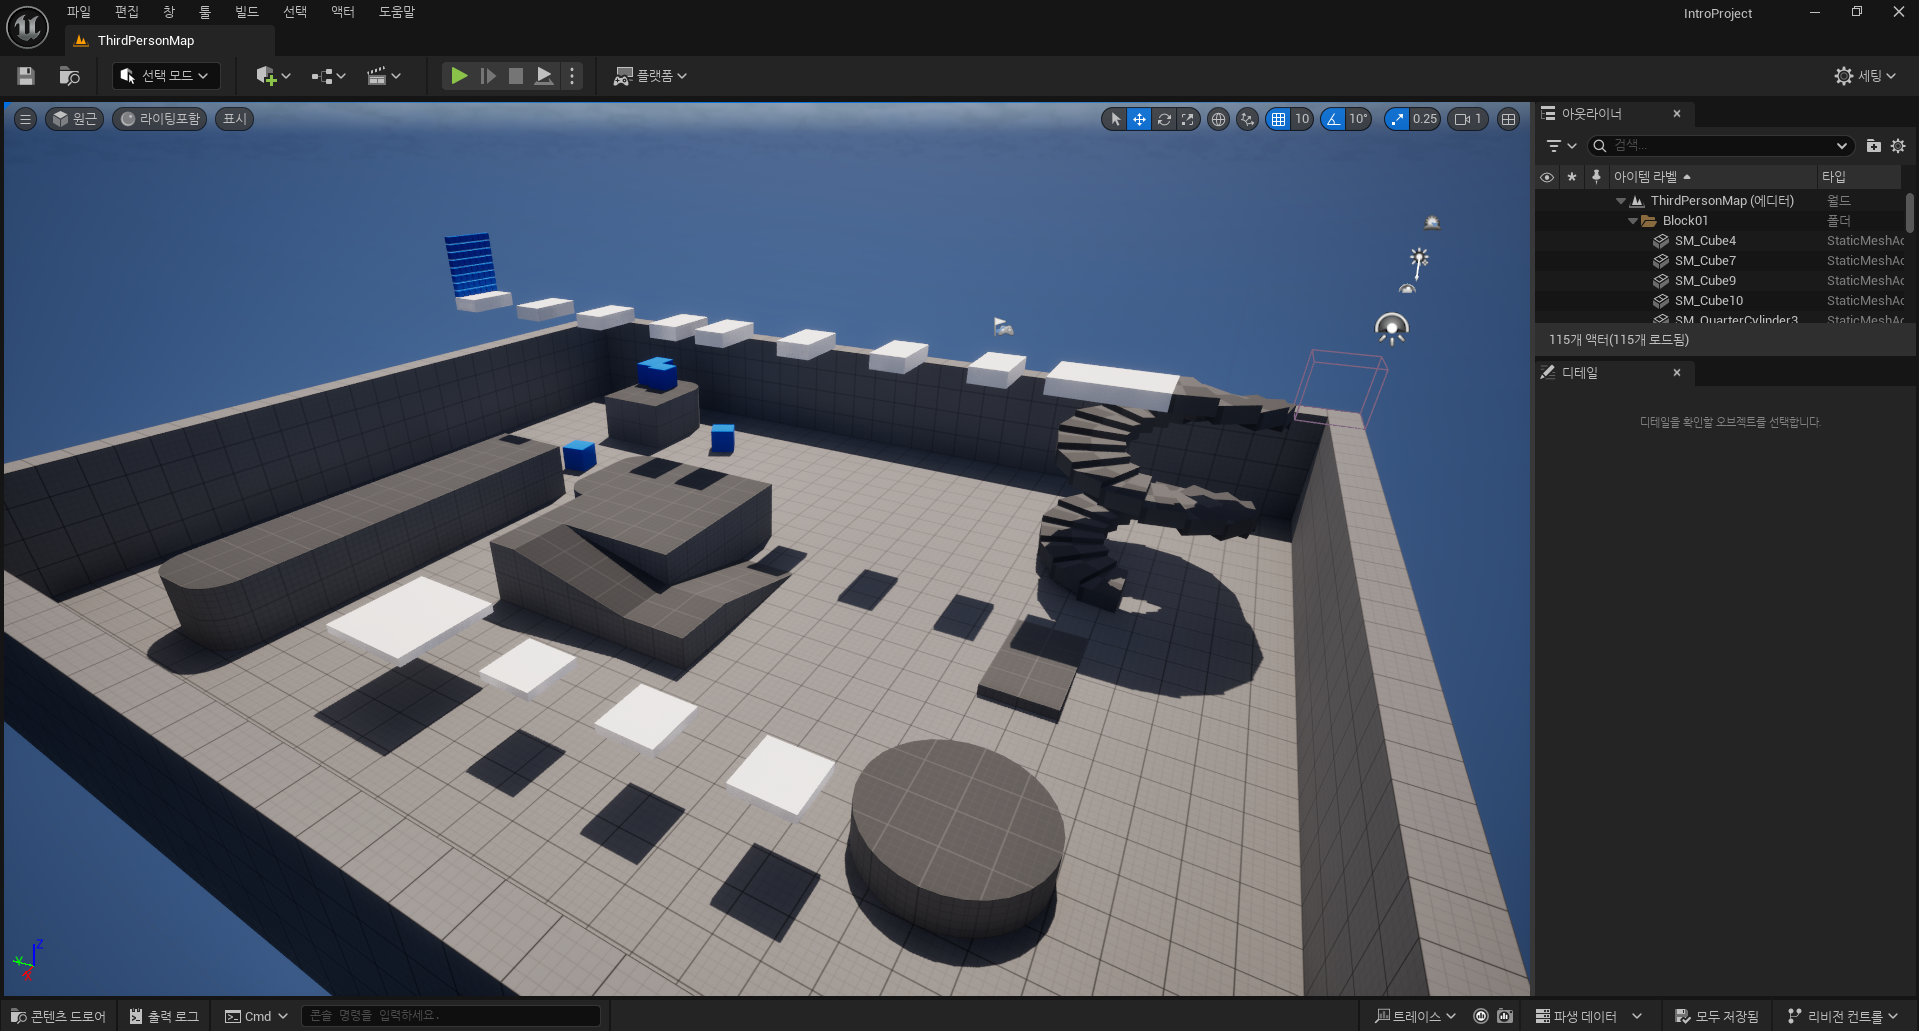 파일 편집 창 툴 빌드 선택 액터 도움말
IntroProject
ThirdPersonMap
선택 모드
플랫폼
세팅
원근 라이팅포함 표시
10 10° 0.25 1
아웃라이너
검색...
아이템 라벨 타입
ThirdPersonMap (에디터) 월드
Block01 폴더
SM_Cube4 StaticMeshAc
SM_Cube7 StaticMeshAc
SM_Cube9 StaticMeshAc
SM_Cube10 StaticMeshAc
SM_QuarterCylinder3 StaticMeshAc
115개 액터(115개 로드됨)
디테일
디테일을 확인할 오브젝트를 선택합니다.
Z
Y
X
콘텐츠 드로어 출력 로그 Cmd 콘솔 명령을 입력하세요.
트레이스 파생 데이터 모두 저장됨 리비전 컨트롤